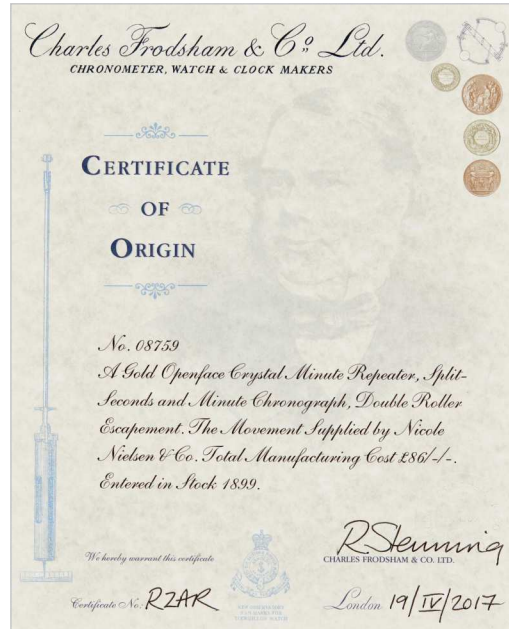 Charles Frodsham & Cº Ltd.
CHRONOMETER, WATCH & CLOCK MAKERS
CERTIFICATE
OF
ORIGIN
No. 08759
A Gold Openface Crystal Minute Repeater, Split-
Seconds and Minute Chronograph, Double Roller
Escapement. The Movement Supplied by Nicole
Nielsen & Co. Total Manufacturing Cost £86/-/-.
Entered in Stock 1899.
R Stenning
We hereby warrant this certificate
CHARLES FRODSHAM & CO. LTD.
Certificate No: RZAR
London 19/IV/2017